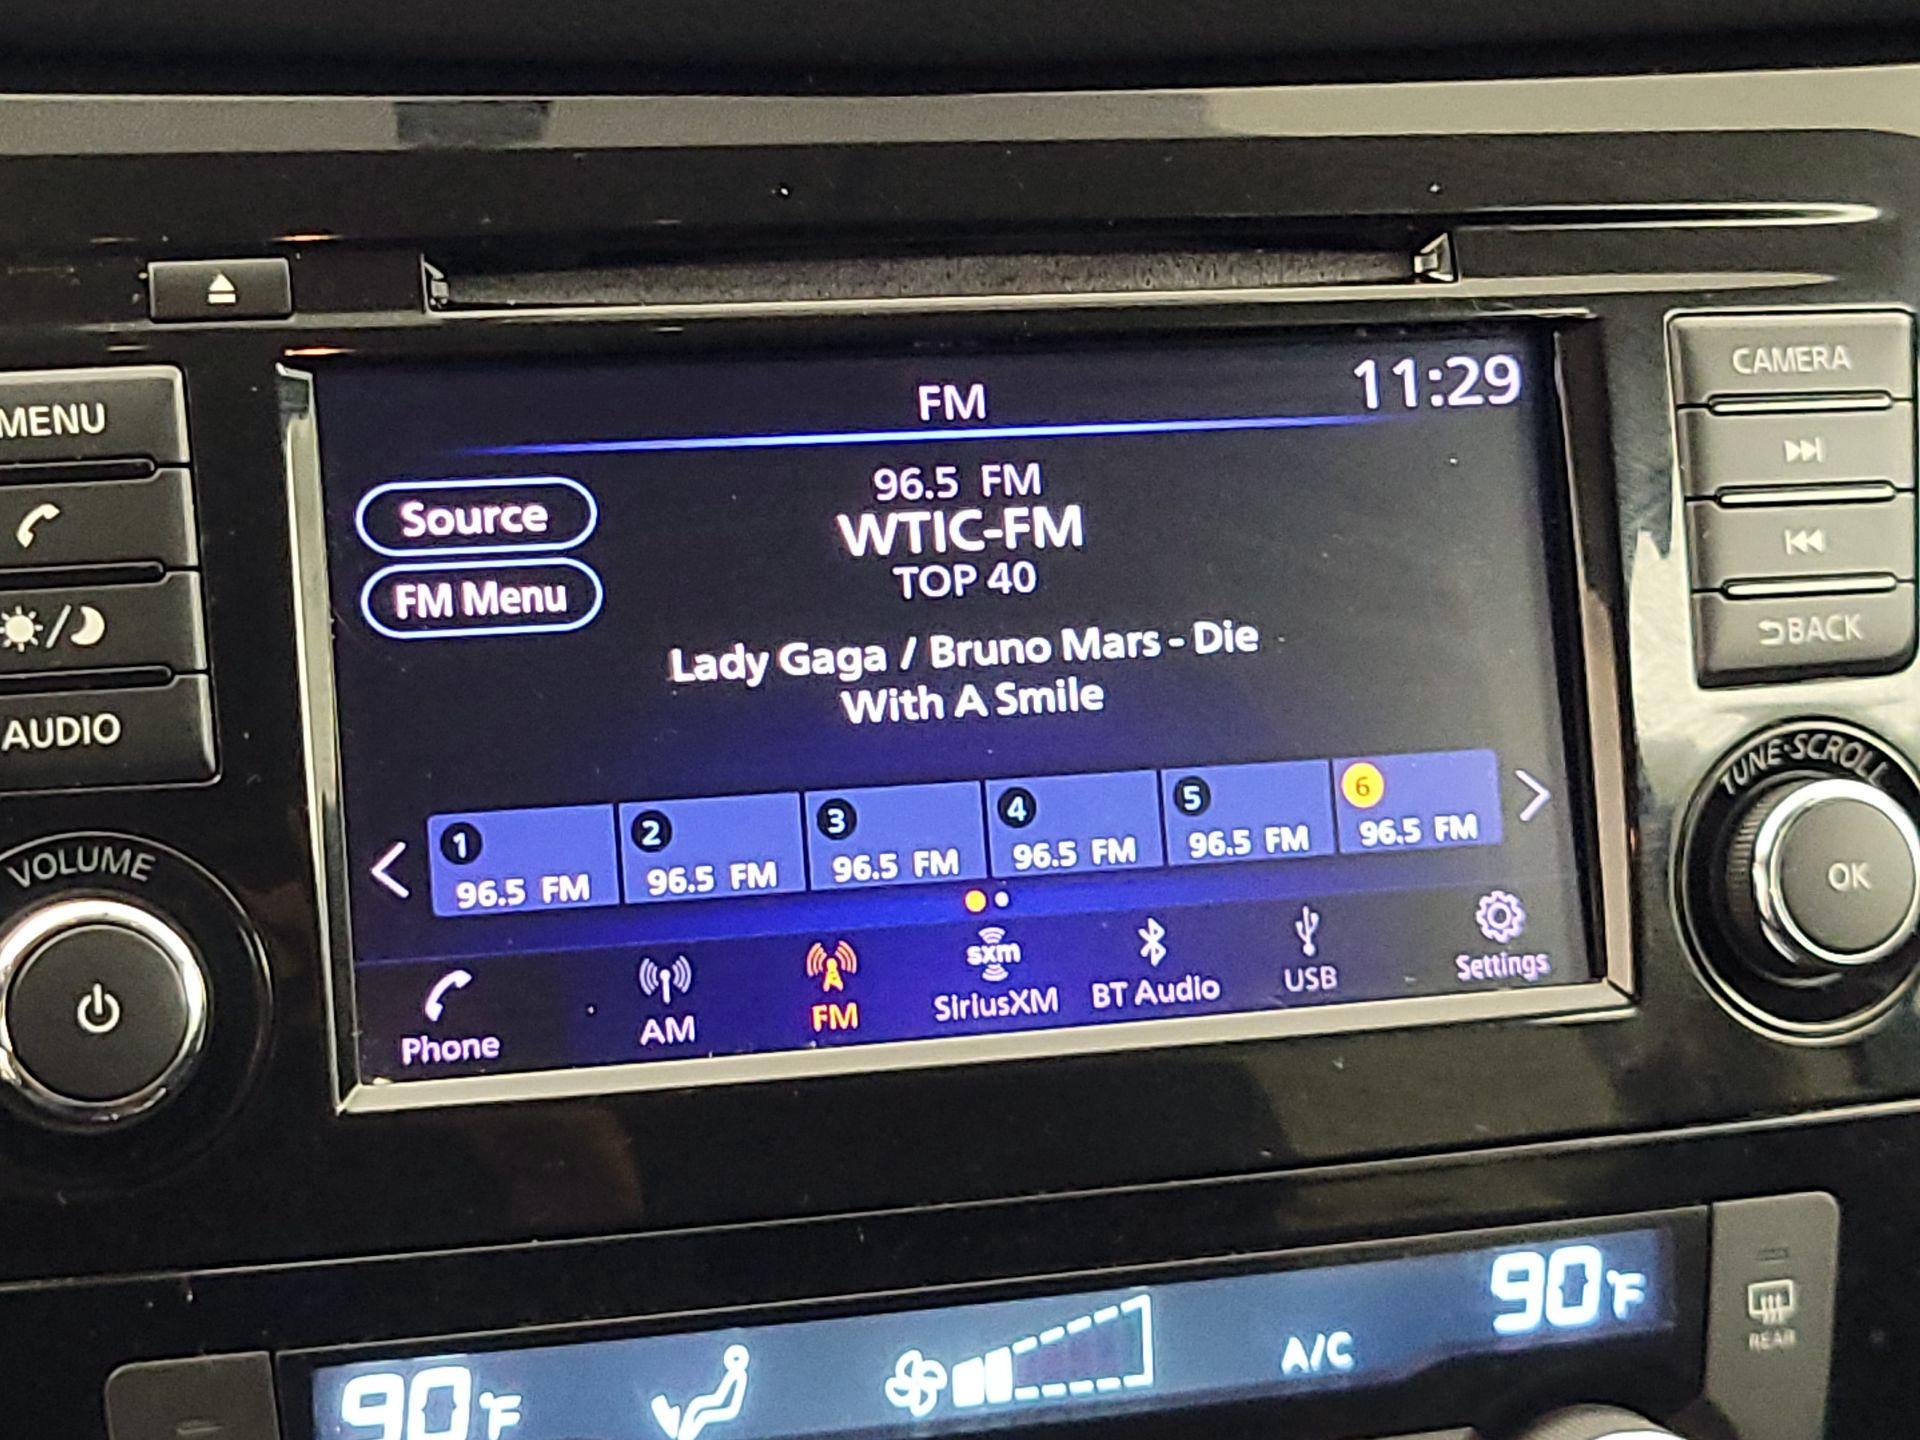 FM
11:29
96.5 FM
WTIC-FM
TOP 40
Source
FM Menu
Lady Gaga / Bruno Mars - Die
With A Smile
1
96.5 FM
2
96.5 FM
3
96.5 FM
4
96.5 FM
5
96.5 FM
6
96.5 FM
Phone
AM
FM
sxm
SiriusXM
BT Audio
USB
Settings
MENU
AUDIO
VOLUME
CAMERA
BACK
TUNE•SCROLL
OK
90°F
A/C
90°F
REAR